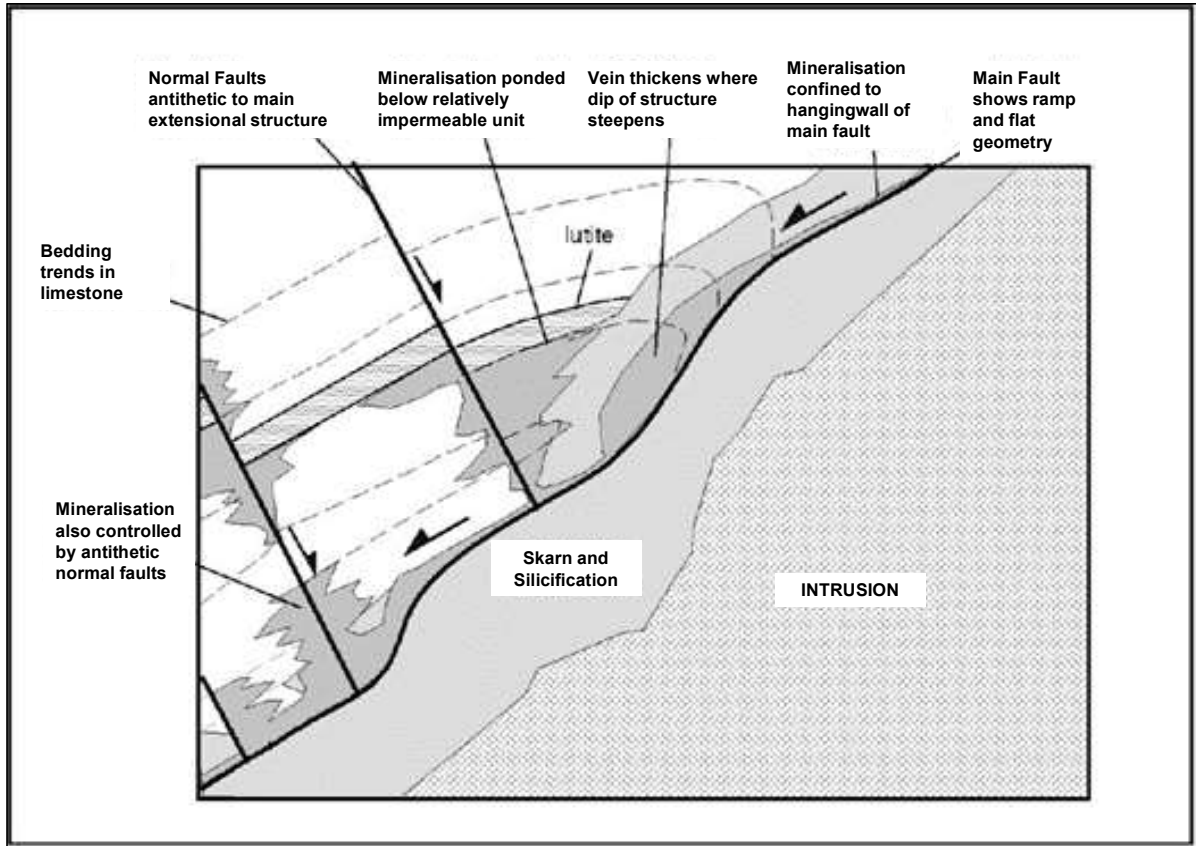 Normal Faults
antithetic to main
extensional structure
Mineralisation ponded
below relatively
impermeable unit
Vein thickens where
dip of structure
steepens
Mineralisation
confined to
hangingwall of
main fault
Main Fault
shows ramp
and flat
geometry
Bedding
trends in
limestone
lutite
Mineralisation
also controlled
by antithetic
normal faults
Skarn and
Silicification
INTRUSION